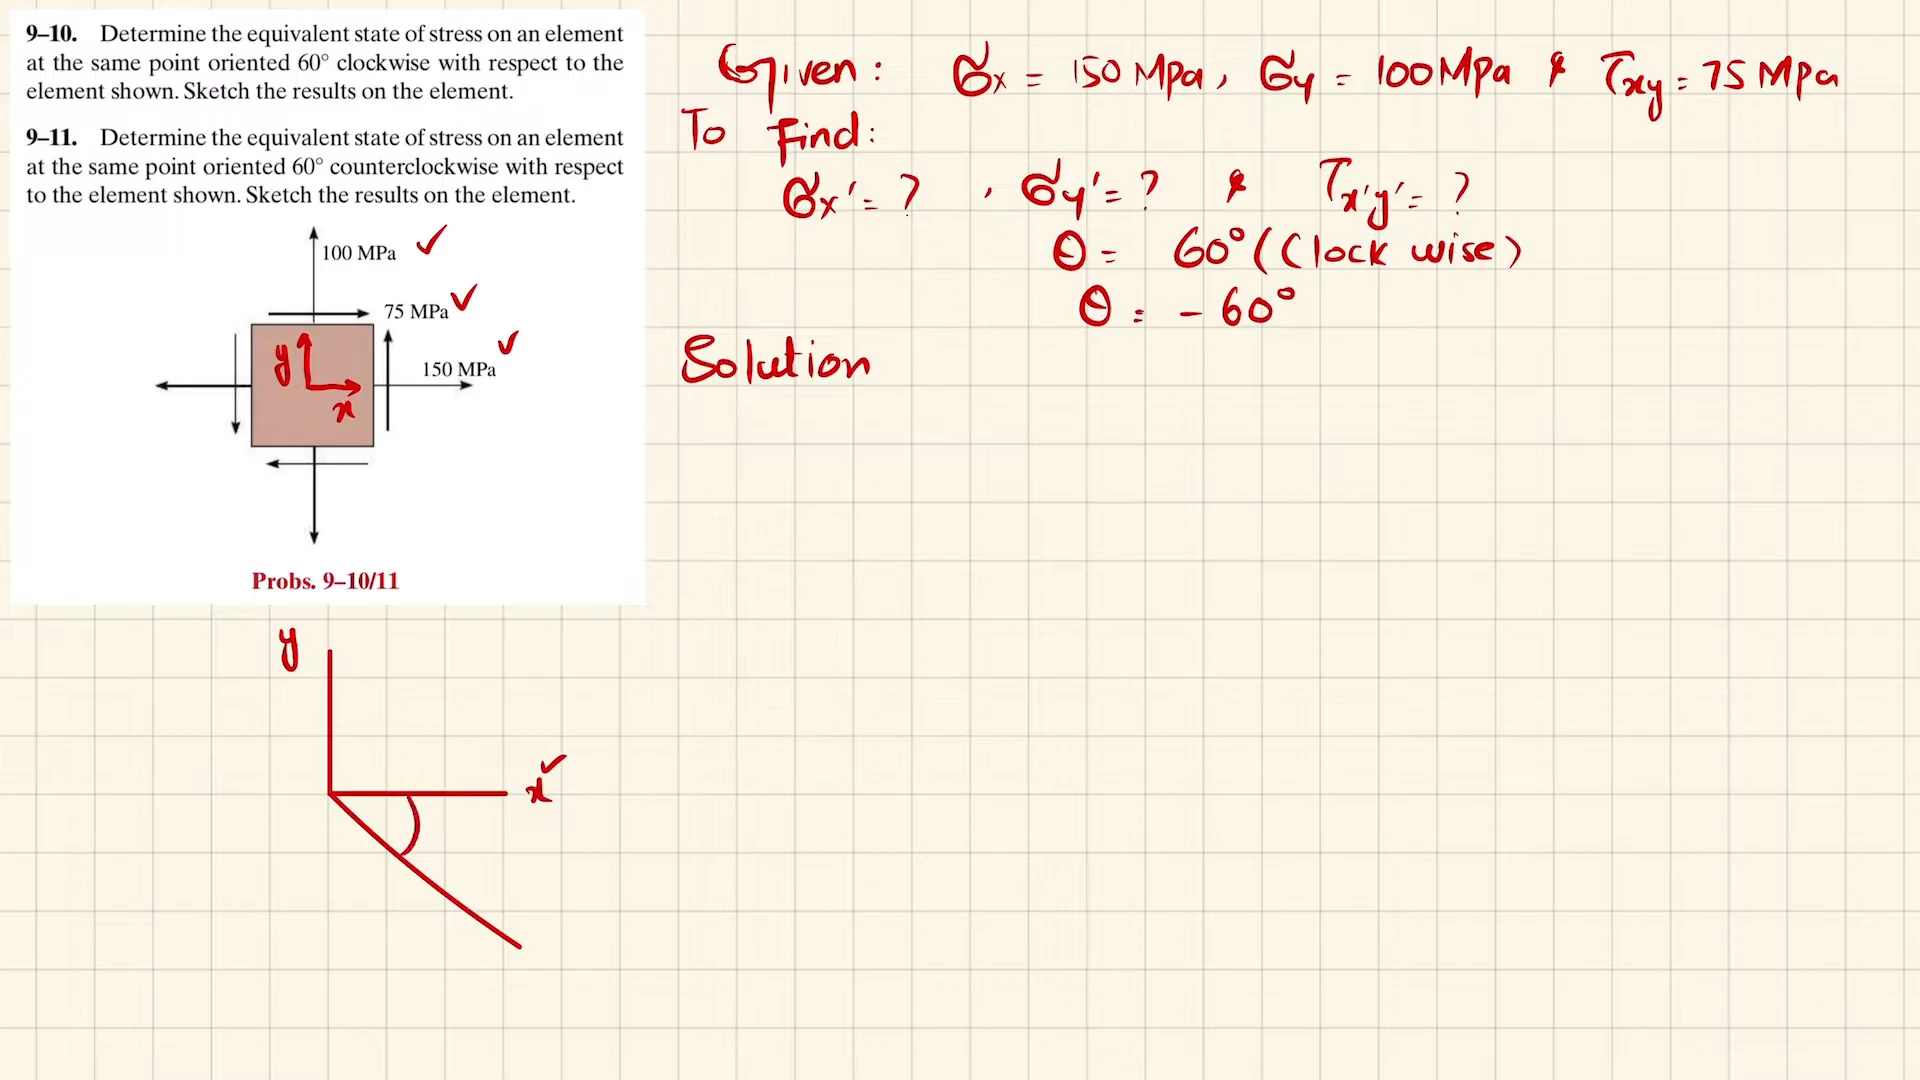 9–10. Determine the equivalent state of stress on an element
at the same point oriented 60° clockwise with respect to the
element shown. Sketch the results on the element.
9–11. Determine the equivalent state of stress on an element
at the same point oriented 60° counterclockwise with respect
to the element shown. Sketch the results on the element.
100 MPa ✓
75 MPa ✓
150 MPa ✓
y
x
Probs. 9–10/11
y
x ✓
Given: σx = 150 MPa, σy = 100 MPa & τxy = 75 MPa
To Find:
σx' = ? , σy' = ? & τx'y' = ?
θ = 60° (Clock wise)
θ = - 60°
Solution